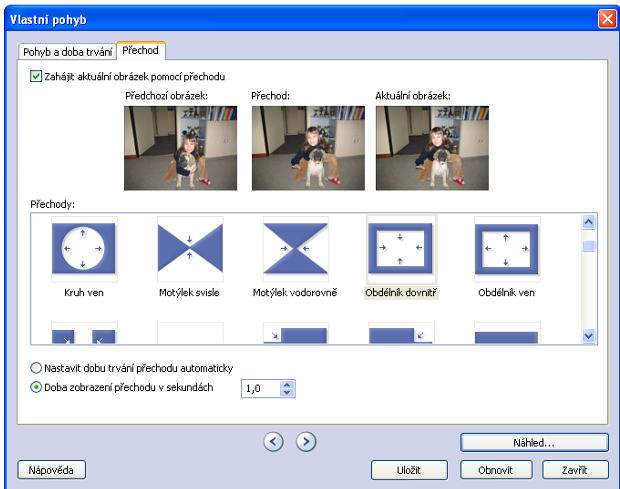 Vlastní pohyb
Pohyb a doba trvání
Přechod
Zahájit aktuální obrázek pomocí přechodu
Předchozí obrázek:
Přechod:
Aktuální obrázek:
Přechody:
Kruh ven
Motýlek svisle
Motýlek vodorovně
Obdélník dovnitř
Obdélník ven
Nastavit dobu trvání přechodu automaticky
Doba zobrazení přechodu v sekundách
1,0
Náhled...
Nápověda
Uložit
Obnovit
Zavřít